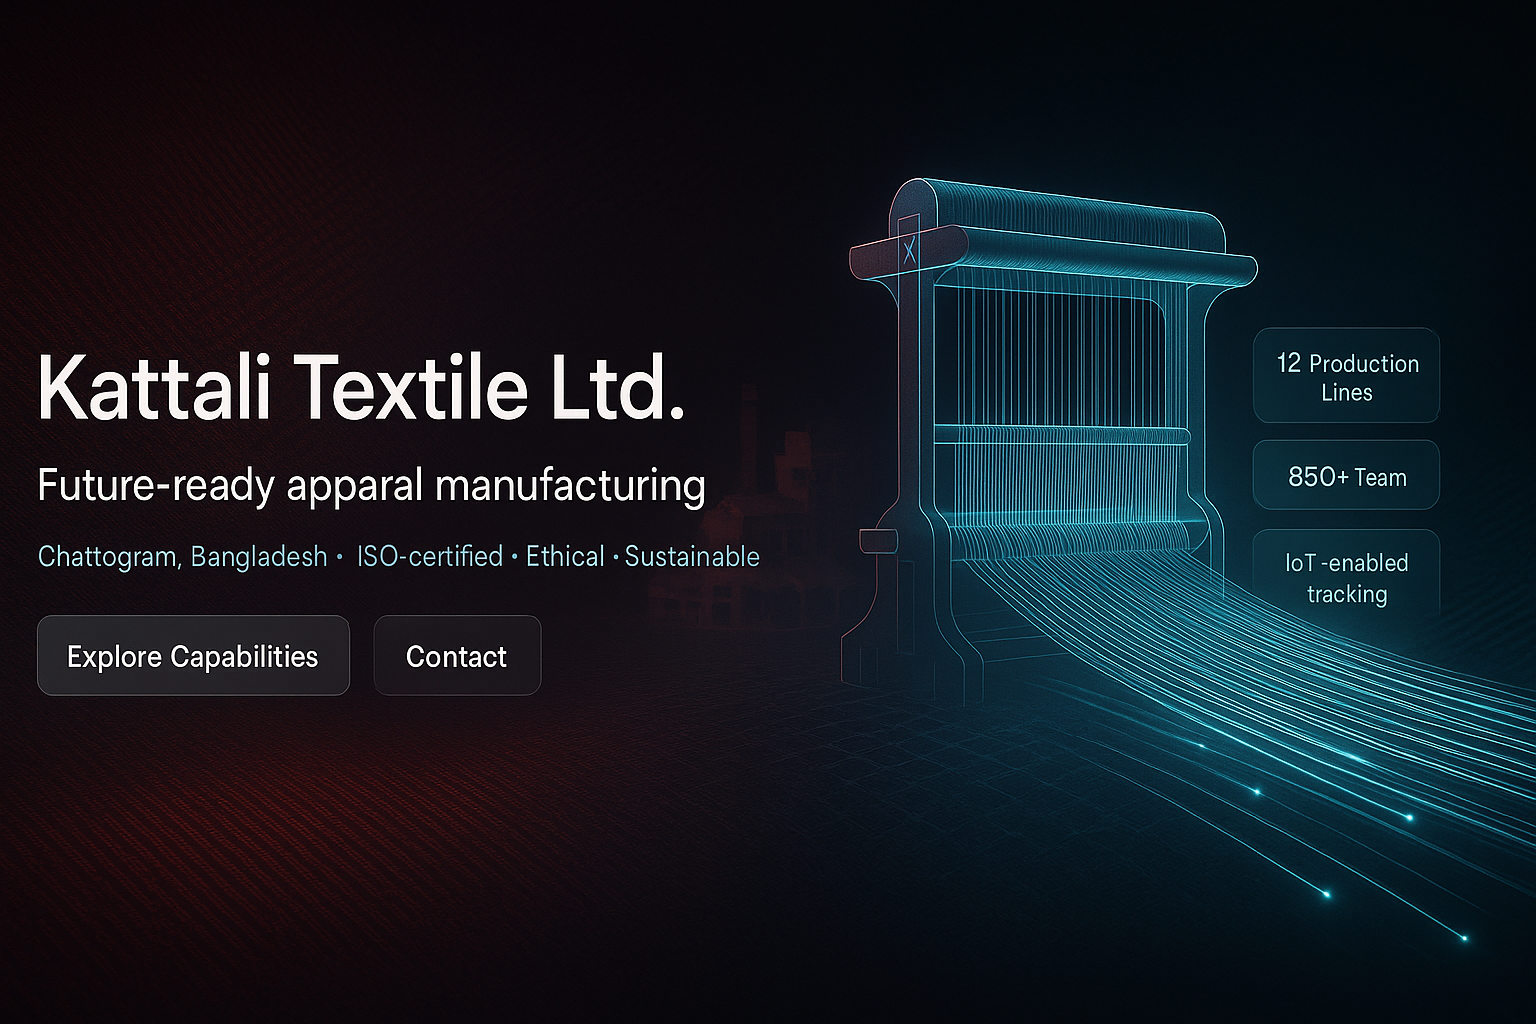 Kattali Textile Ltd.
Future-ready apparal manufacturing
Chattogram, Bangladesh • ISO-certified • Ethical • Sustainable
Explore Capabilities
Contact
X
12 Production
Lines
850+ Team
IoT -enabled
tracking